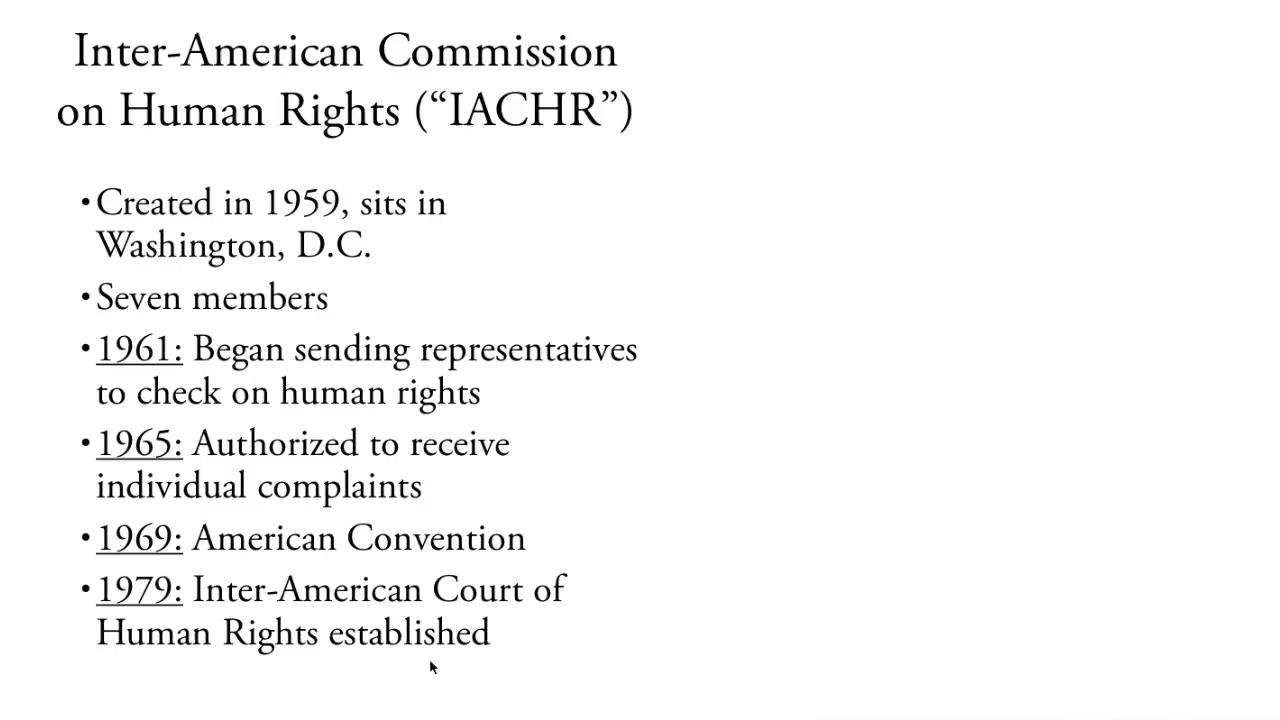 Inter-American Commission
on Human Rights (“IACHR”)
•Created in 1959, sits in
Washington, D.C.
•Seven members
•1961: Began sending representatives
to check on human rights
•1965: Authorized to receive
individual complaints
•1969: American Convention
•1979: Inter-American Court of
Human Rights established